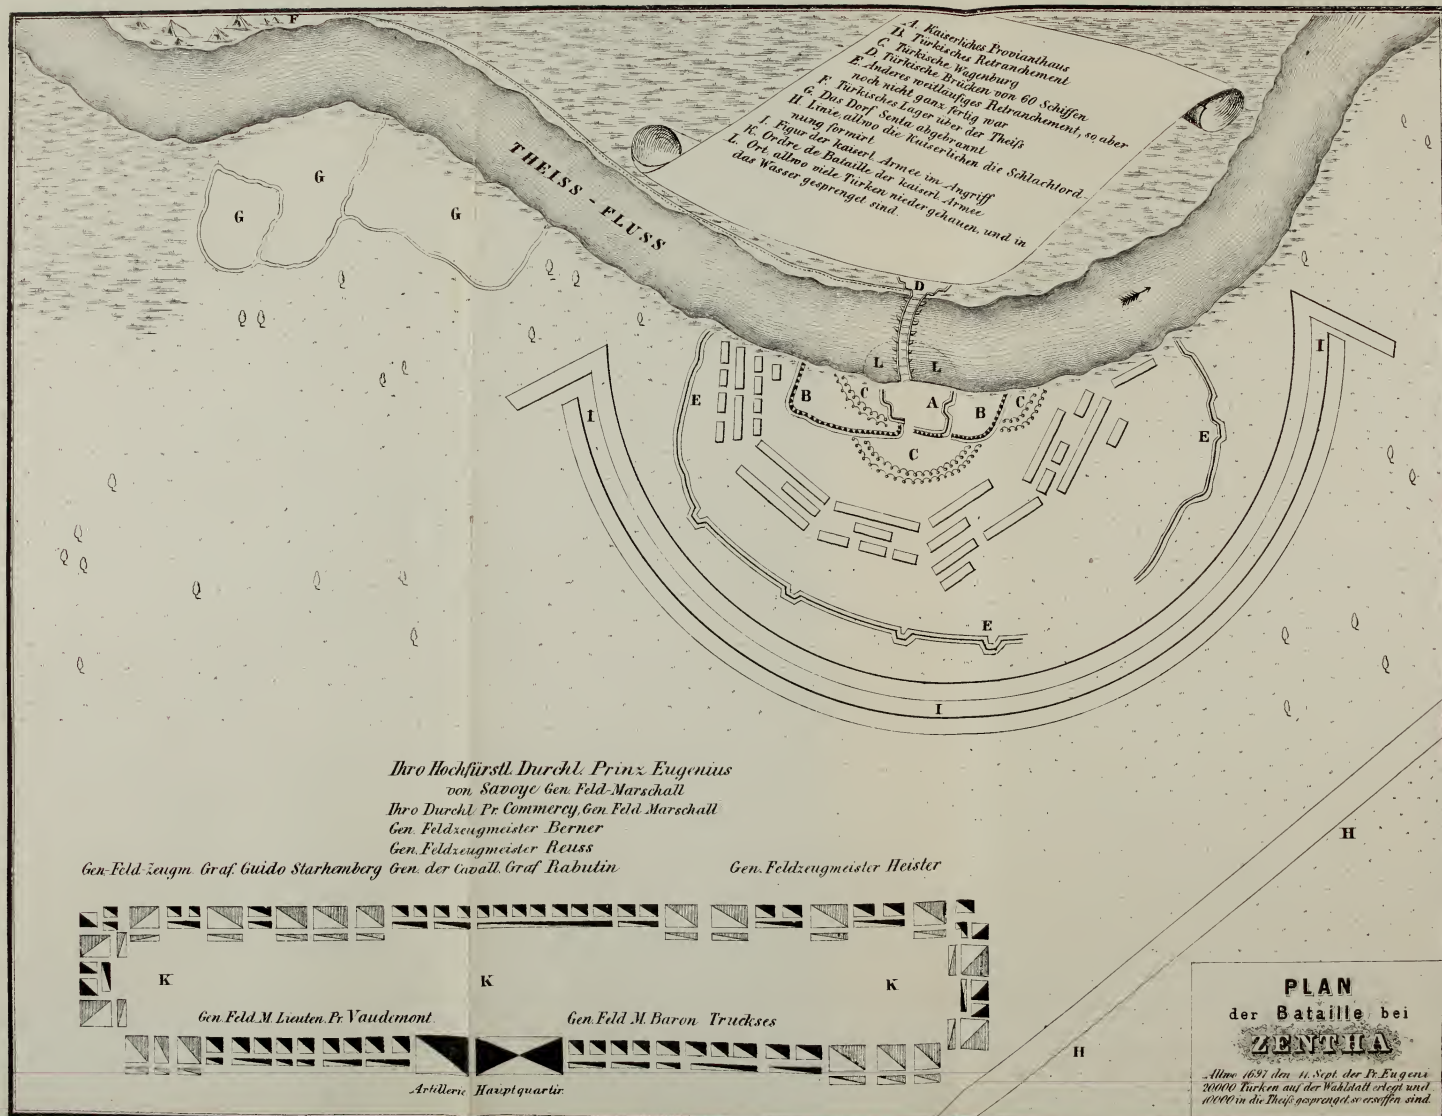 F
A. Kaiserliches Provianthaus
B. Türkisches Retranchement
C. Türkische Wagenburg
D. Türkische Brücken von 60 Schiffen
E. Anderes weitläufiges Retranchement, so aber
noch nicht ganz fertig war
F. Türkisches Lager über der Theiß
G. Das Dorf Senta abgebrannt
H. Linie, allwo die Kaiserlichen die Schlachtord-
nung formirt
I. Figur der kaiserl. Armee im Angriff
K. Ordre de Bataille der kaiserl. Armee
L. Ort, allwo viele Türken nieder gehauen, und in
das Wasser gesprenget sind.
THEISS-FLUSS
G
G
G
D
L
L
I
E
B
C
A
B
C
I
E
C
E
I
H
Ihro Hochfürstl. Durchl. Prinz Eugenius
von Savoye Gen. Feld-Marschall
Ihro Durchl. Pr. Commercy, Gen. Feld Marschall
Gen. Feldzeugmeister Berner
Gen. Feldzeugmeister Reuss
Gen-Feld-Zeugm. Graf. Guido Starhemberg Gen. der Cavall. Graf Rabutin Gen. Feldzeugmeister Heister
K
K
K
Gen. Feld. M. Lieuten. Pr. Vaudemont.
Gen. Feld M. Baron Truckses
Artillerie Hauptquartir.
H
PLAN
der Bataille bei
ZENTHA
Allwo 1697 den 11. Sept. der Pr. Eugeni
20000 Türken auf der Wahlstatt erlegt und
10000 in die Theiß gesprenget, so ersoffen sind.